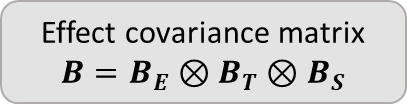 Effect covariance matrix
B = B_E ⊗ B_T ⊗ B_S